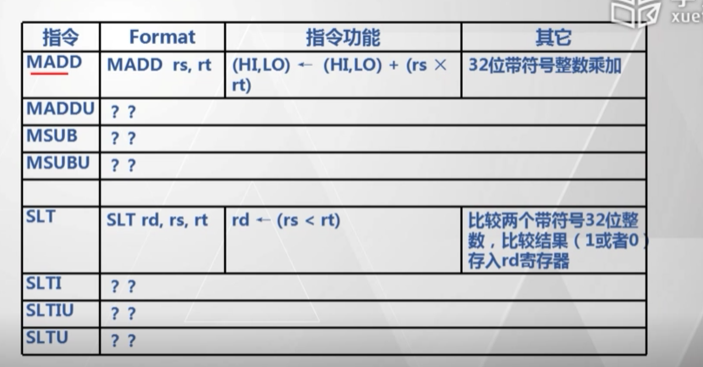 xue
指令 Format 指令功能 其它
MADD MADD rs, rt (HI,LO) ← (HI,LO) + (rs × 32位带符号整数乘加
rt)
MADDU ? ?
MSUB ? ?
MSUBU ? ?
SLT SLT rd, rs, rt rd ← (rs < rt) 比较两个带符号32位整
数，比较结果（1或者0）
存入rd寄存器
SLTI ? ?
SLTIU ? ?
SLTU ? ?